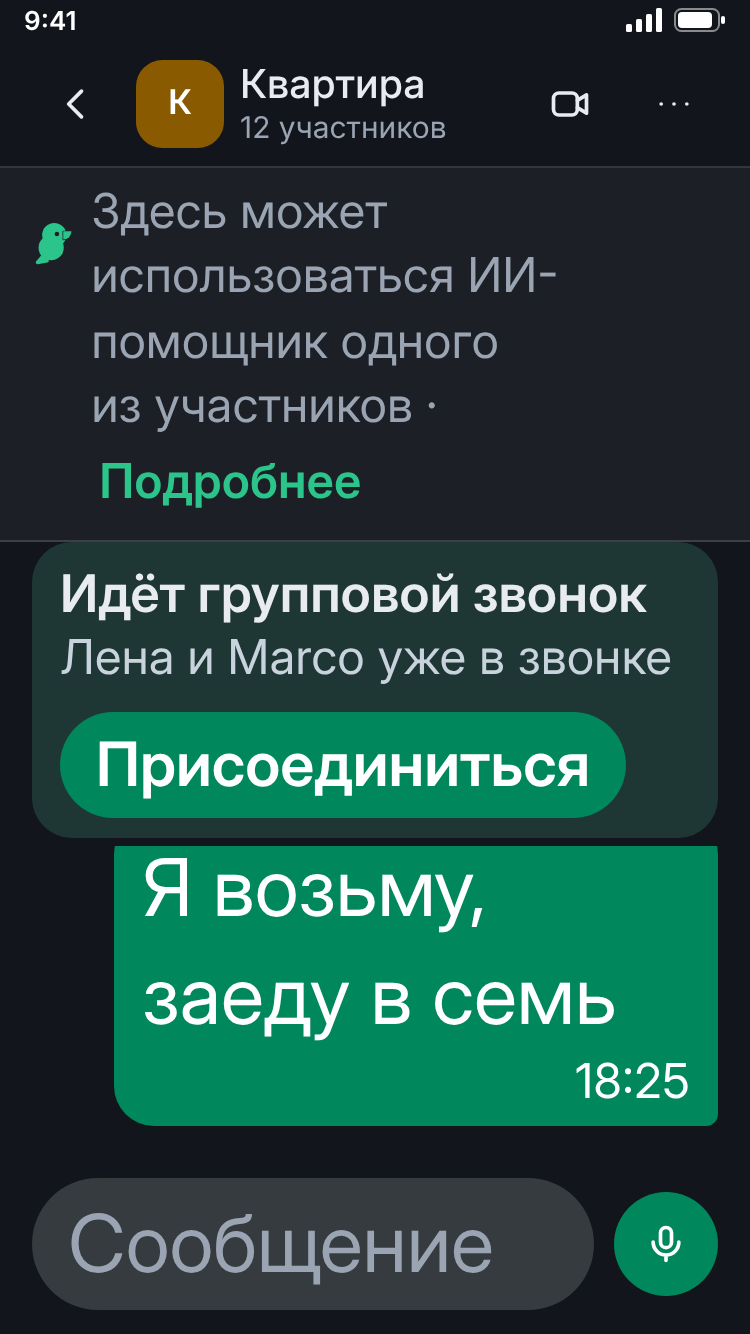 9:41
К
Квартира
12 участников
Здесь может
использоваться ИИ-
помощник одного
из участников ·
Подробнее
Идёт групповой звонок
Лена и Marco уже в звонке
Присоединиться
Я возьму,
заеду в семь
18:25
Сообщение